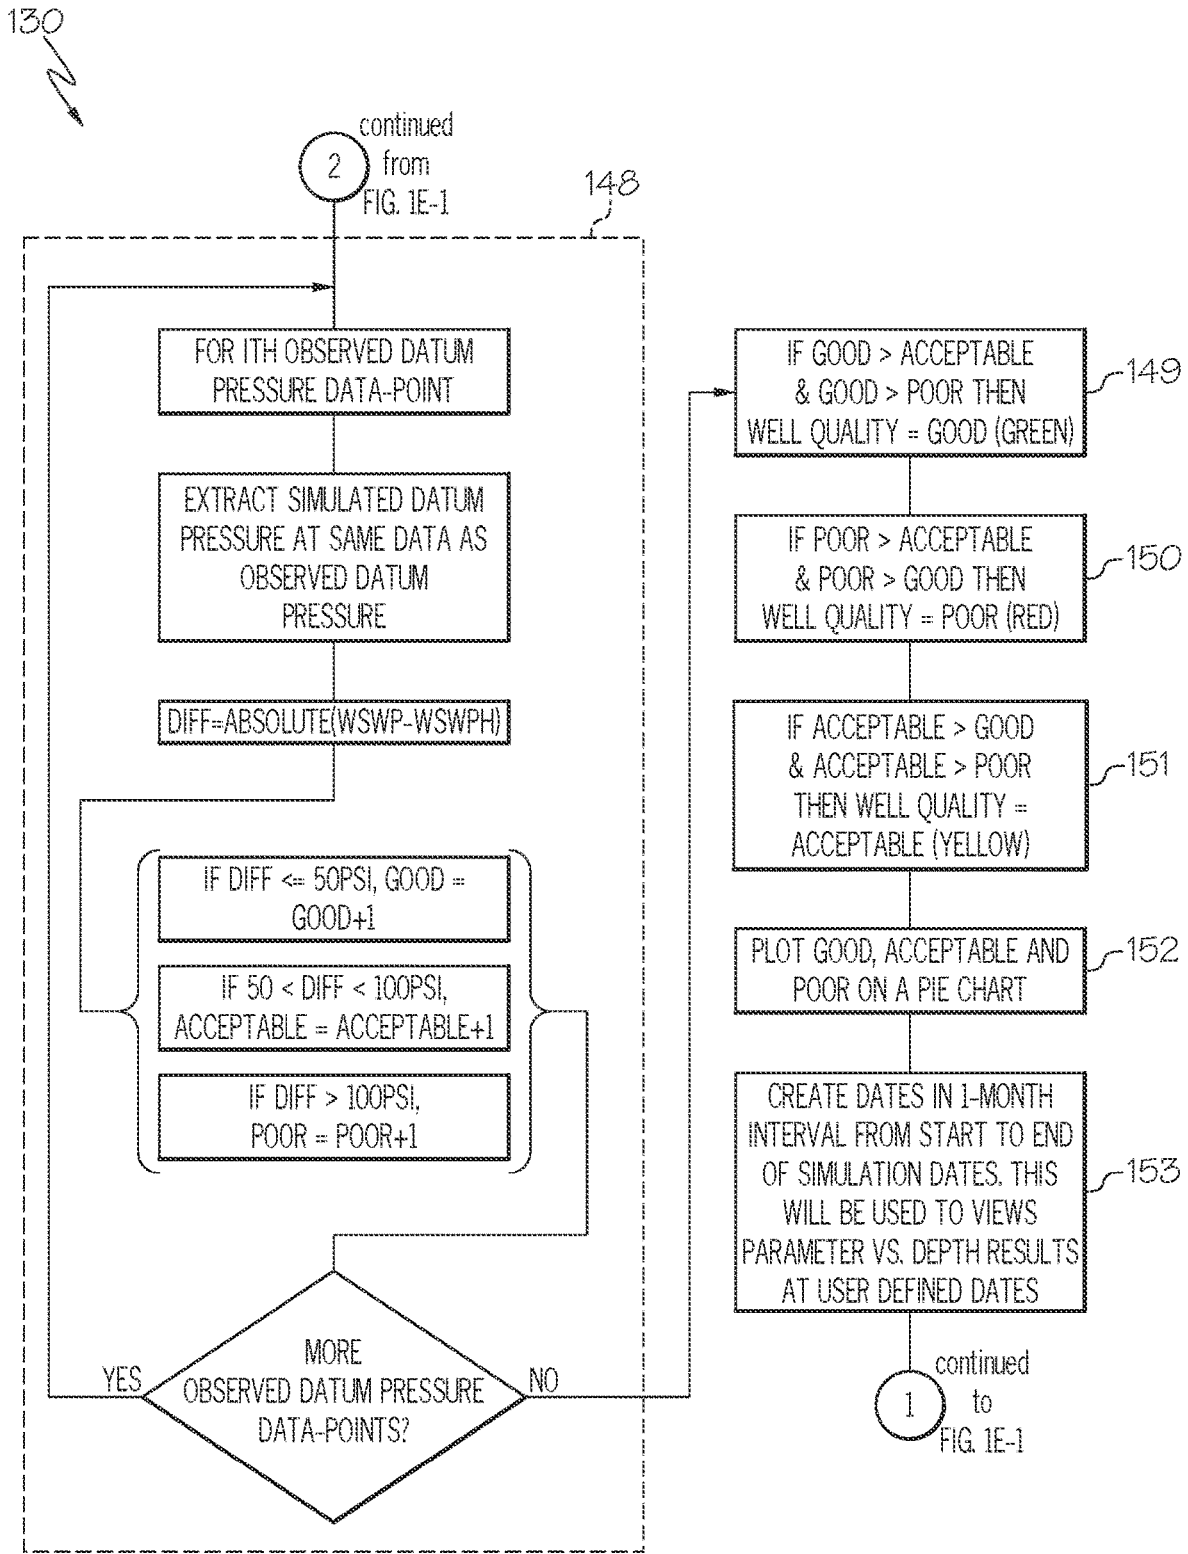 130
2
continued
from
FIG. 1E-1
148
FOR ITH OBSERVED DATUM
PRESSURE DATA-POINT
EXTRACT SIMULATED DATUM
PRESSURE AT SAME DATA AS
OBSERVED DATUM
PRESSURE
DIFF=ABSOLUTE(WSWP-WSWPH)
IF DIFF <= 50PSI, GOOD =
GOOD+1
IF 50 < DIFF < 100PSI,
ACCEPTABLE = ACCEPTABLE+1
IF DIFF > 100PSI,
POOR = POOR+1
MORE
OBSERVED DATUM PRESSURE
DATA-POINTS?
YES
NO
IF GOOD > ACCEPTABLE
& GOOD > POOR THEN
WELL QUALITY = GOOD (GREEN)
149
IF POOR > ACCEPTABLE
& POOR > GOOD THEN
WELL QUALITY = POOR (RED)
150
IF ACCEPTABLE > GOOD
& ACCEPTABLE > POOR
THEN WELL QUALITY =
ACCEPTABLE (YELLOW)
151
PLOT GOOD, ACCEPTABLE AND
POOR ON A PIE CHART
152
CREATE DATES IN 1-MONTH
INTERVAL FROM START TO END
OF SIMULATION DATES. THIS
WILL BE USED TO VIEWS
PARAMETER VS. DEPTH RESULTS
AT USER DEFINED DATES
153
1
continued
to
FIG. 1E-1